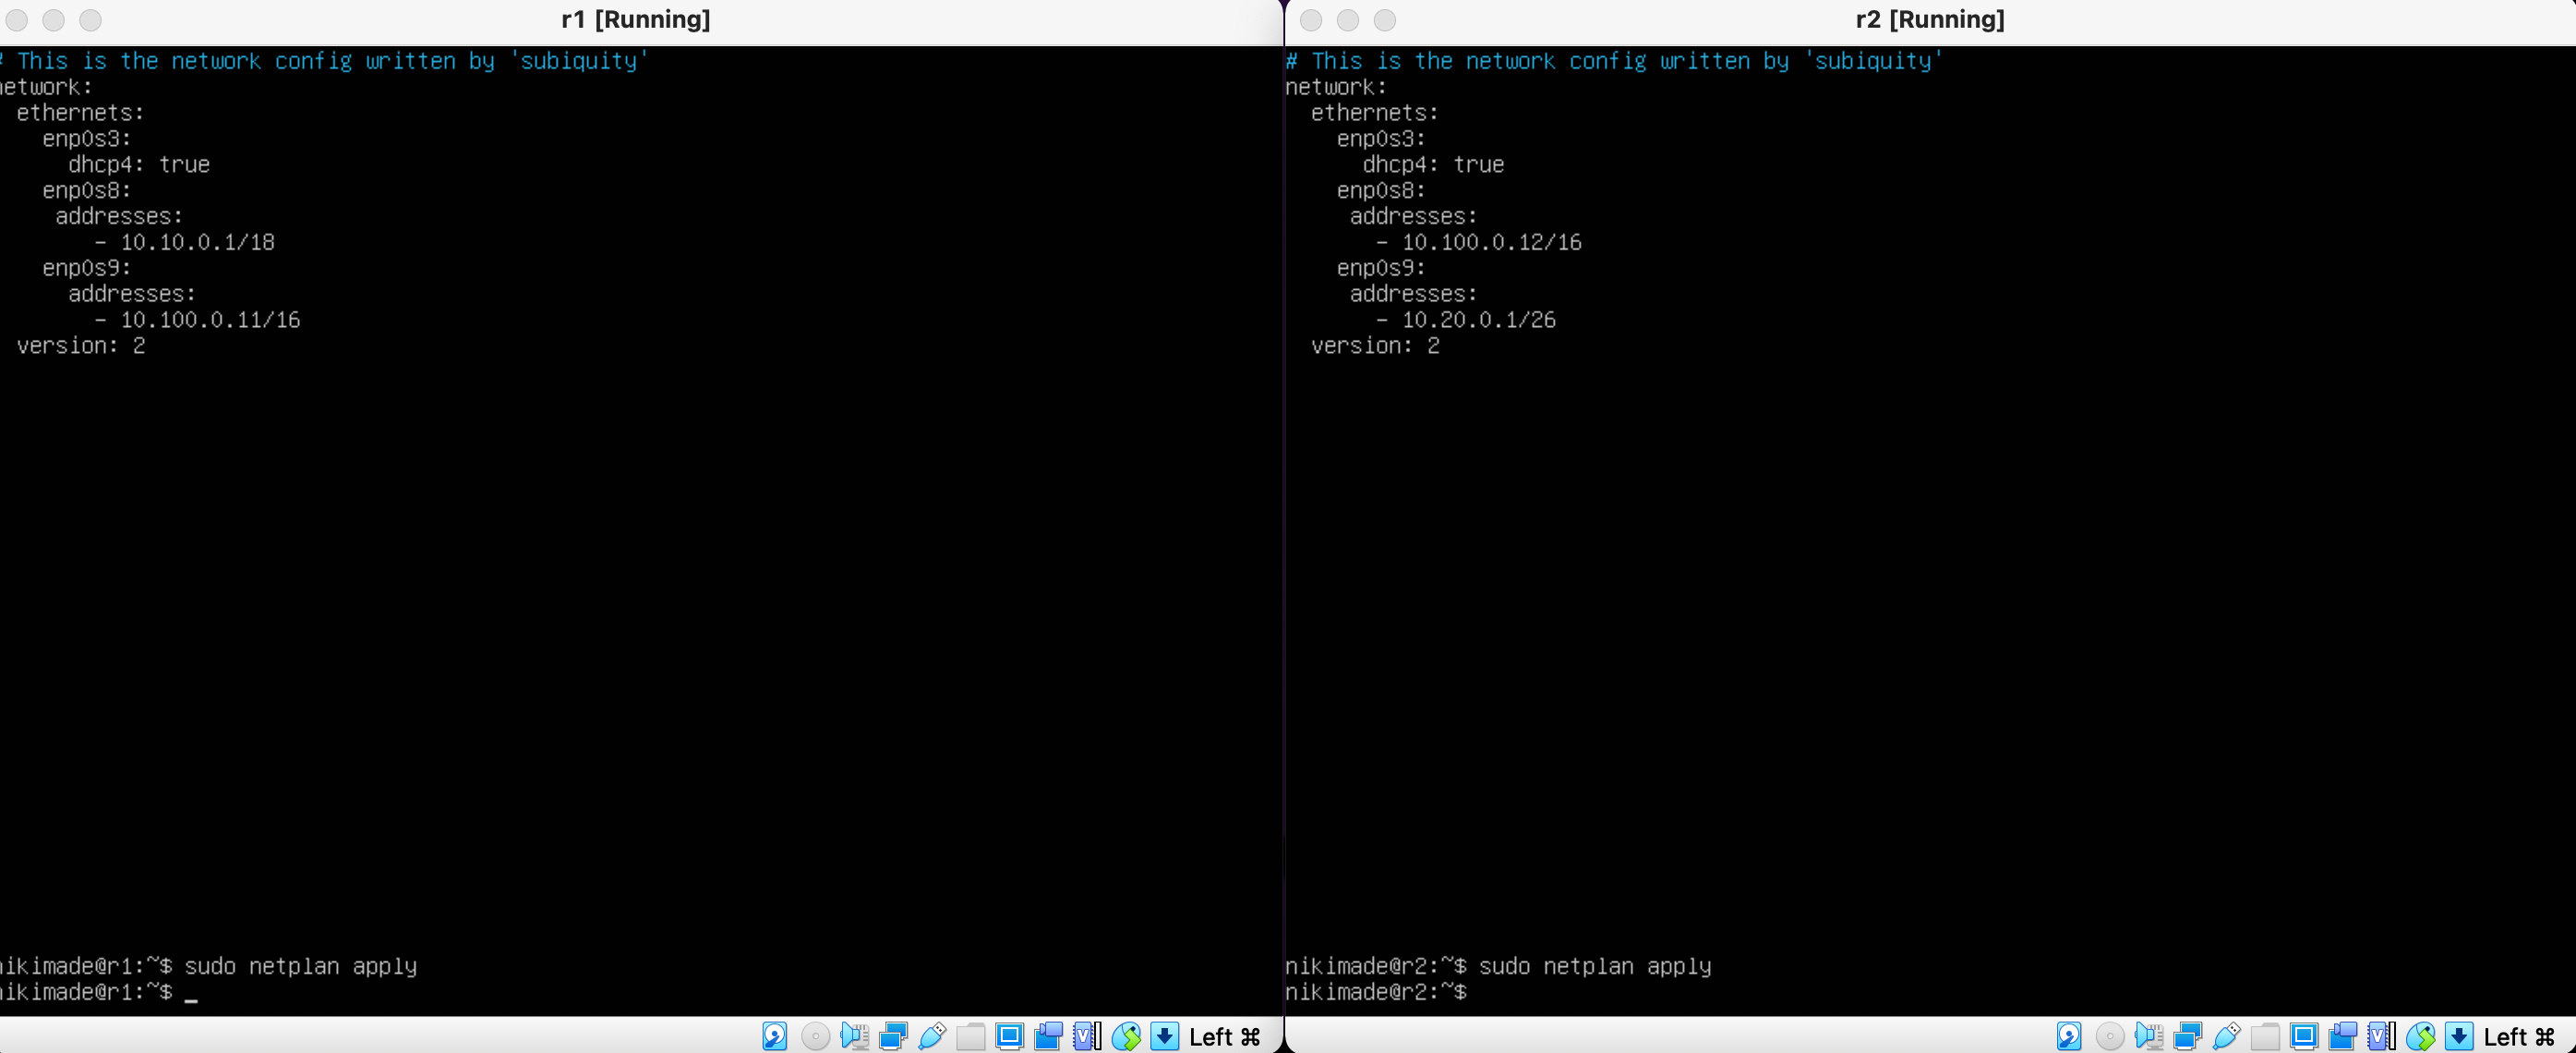 r1 [Running]
# This is the network config written by 'subiquity'
network:
  ethernets:
    enp0s3:
      dhcp4: true
    enp0s8:
     addresses:
        - 10.10.0.1/18
    enp0s9:
      addresses:
        - 10.100.0.11/16
  version: 2
nikimade@r1:~$ sudo netplan apply
nikimade@r1:~$ _
Left ⌘
r2 [Running]
# This is the network config written by 'subiquity'
network:
  ethernets:
    enp0s3:
      dhcp4: true
    enp0s8:
     addresses:
       - 10.100.0.12/16
    enp0s9:
     addresses:
       - 10.20.0.1/26
  version: 2
nikimade@r2:~$ sudo netplan apply
nikimade@r2:~$
Left ⌘